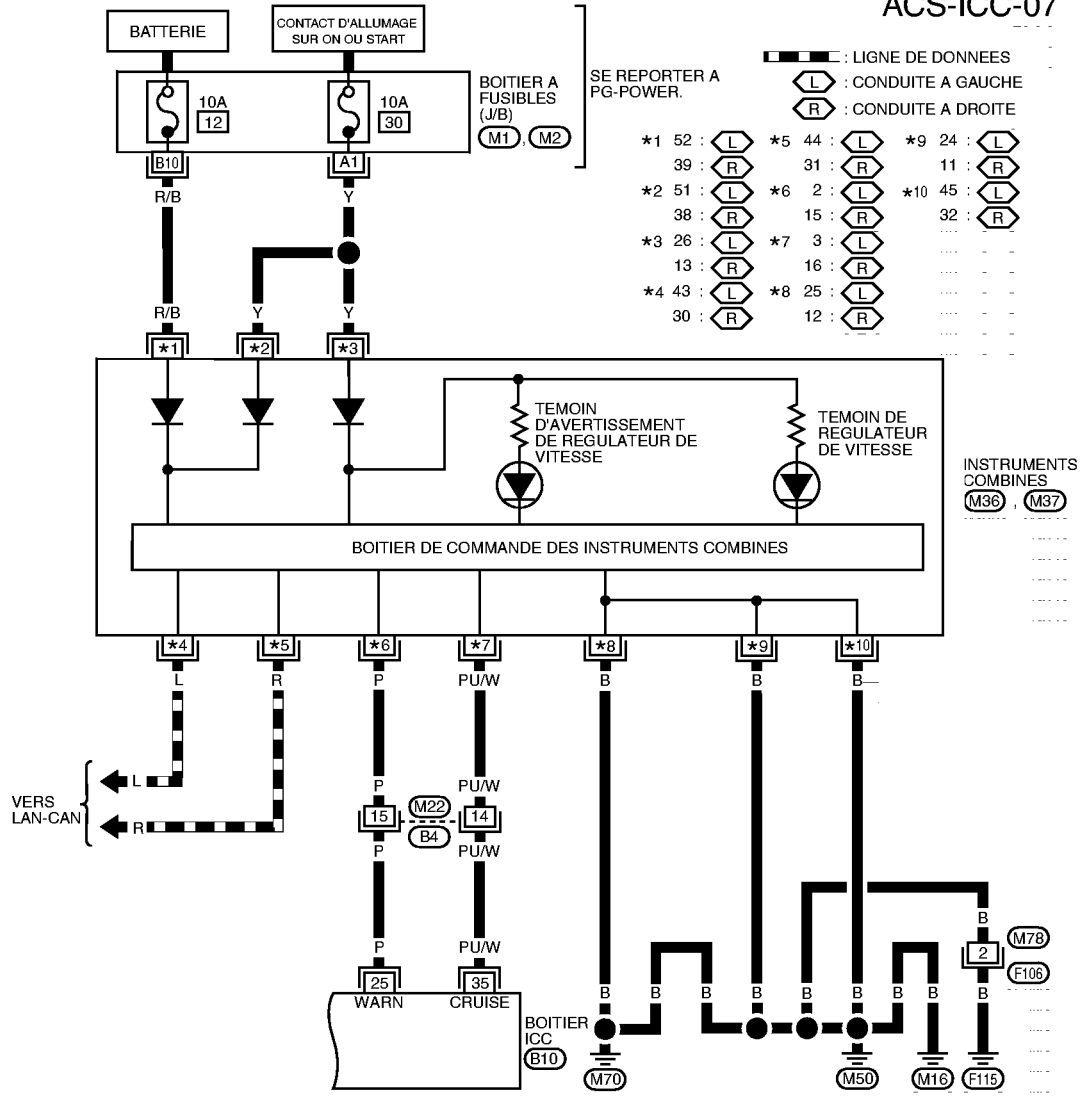 ACS-ICC-07
BATTERIE
CONTACT D'ALLUMAGE
SUR ON OU START
10A
12
10A
30
BOITIER A
FUSIBLES
(J/B)
M1 , M2
SE REPORTER A
PG-POWER.
: LIGNE DE DONNEES
L : CONDUITE A GAUCHE
R : CONDUITE A DROITE
*1 52 : L *5 44 : L *9 24 : L
39 : R 31 : R 11 : R
*2 51 : L *6 2 : L *10 45 : L
38 : R 15 : R 32 : R
*3 26 : L *7 3 : L
13 : R 16 : R
*4 43 : L *8 25 : L
30 : R 12 : R
B10 A1
R/B Y
R/B Y Y
*1 *2 *3
TEMOIN
D'AVERTISSEMENT
DE REGULATEUR DE
VITESSE
TEMOIN DE
REGULATEUR
DE VITESSE
INSTRUMENTS
COMBINES
M36 , M37
BOITIER DE COMMANDE DES INSTRUMENTS COMBINES
*4 *5 *6 *7 *8 *9 *10
L R P PU/W B B B
VERS
LAN-CAN
L
R
P PU/W
15 M22 14
B4
P PU/W
P PU/W
25 35
WARN CRUISE
BOITIER
ICC
B10
B
2
M78
F106
B B B B B B B B B
M70 M50 M16 F115